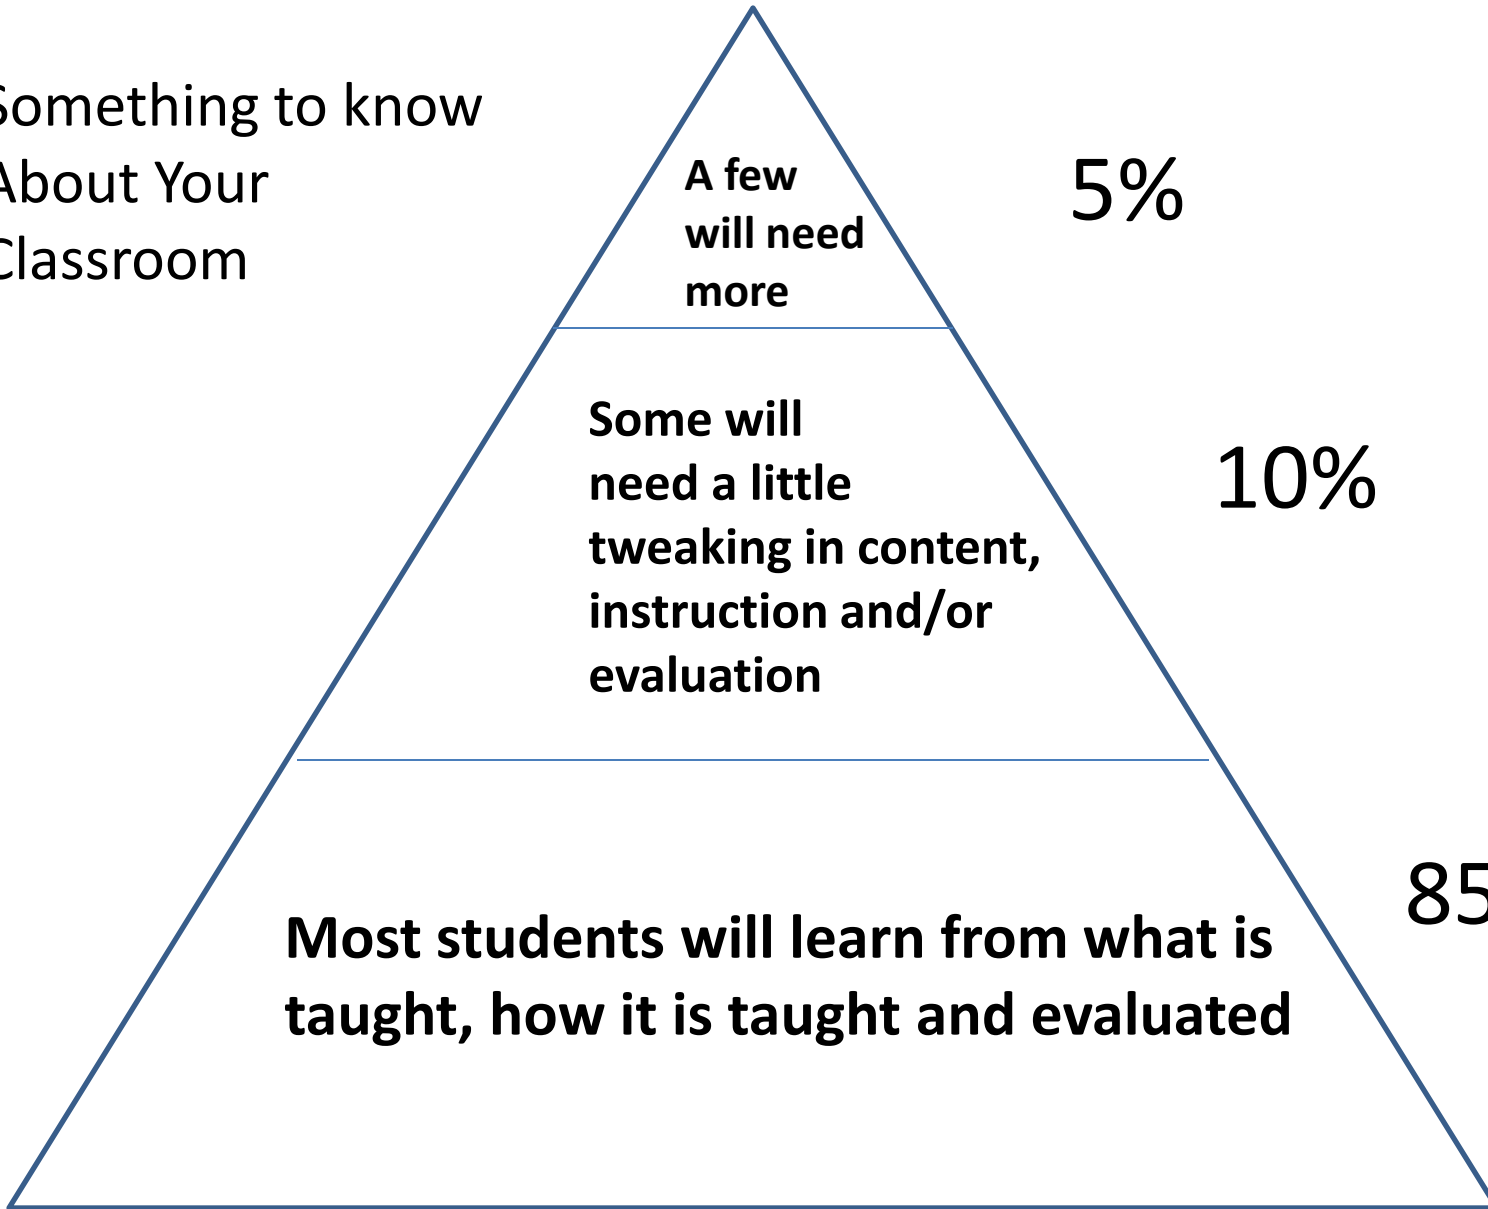 Something to know
About Your
Classroom
A few
will need
more
5%
Some will
need a little
tweaking in content,
instruction and/or
evaluation
10%
85
Most students will learn from what is
taught, how it is taught and evaluated